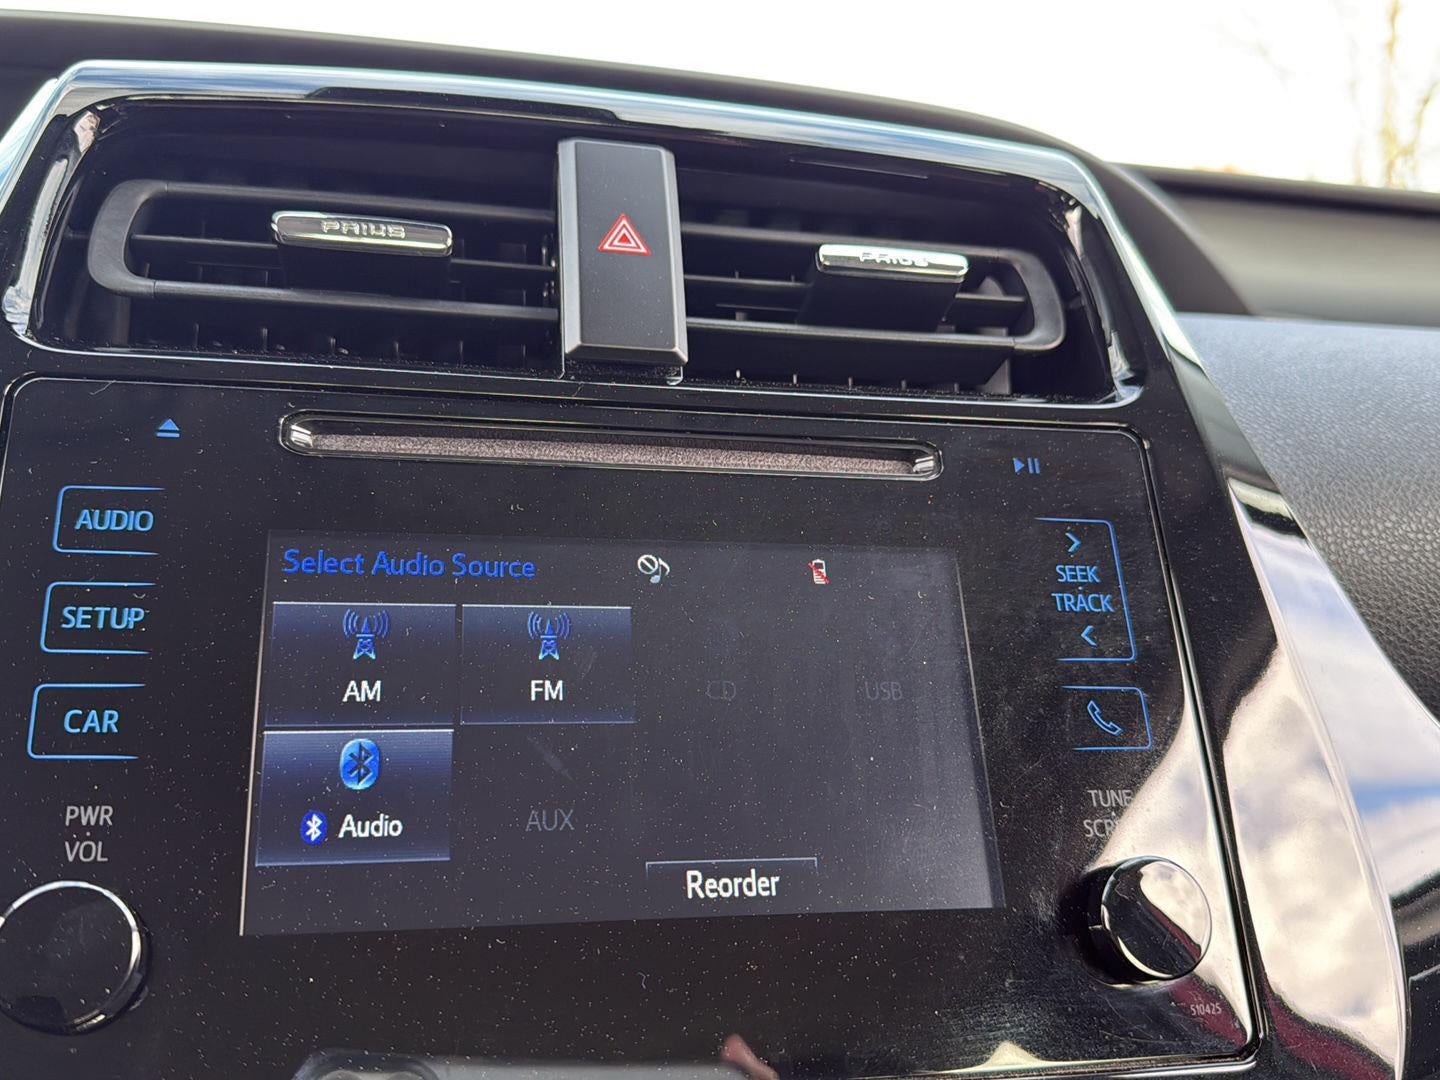 PRIUS
PRIUS
AUDIO
SETUP
CAR
PWR
VOL
Select Audio Source
AM
FM
CD
USB
Audio
AUX
Reorder
SEEK
TRACK
TUNE
510425